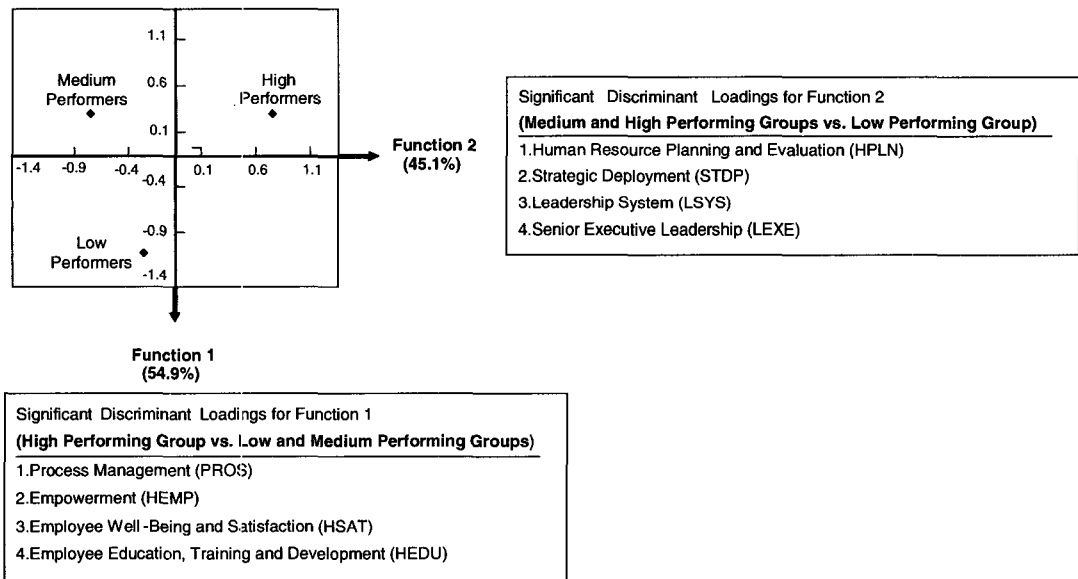 1.1
Medium
Performers
0.6
High
Performers
0.1
-1.4 -0.9 -0.4 0.1 0.6 1.1
-0.4
-0.9
Low
Performers
-1.4
Function 2
(45.1%)
Function 1
(54.9%)
Significant Discriminant Loadings for Function 2
(Medium and High Performing Groups vs. Low Performing Group)
1.Human Resource Planning and Evaluation (HPLN)
2.Strategic Deployment (STDP)
3.Leadership System (LSYS)
4.Senior Executive Leadership (LEXE)
Significant Discriminant Loadings for Function 1
(High Performing Group vs. Low and Medium Performing Groups)
1.Process Management (PROS)
2.Empowerment (HEMP)
3.Employee Well-Being and Satisfaction (HSAT)
4.Employee Education, Training and Development (HEDU)